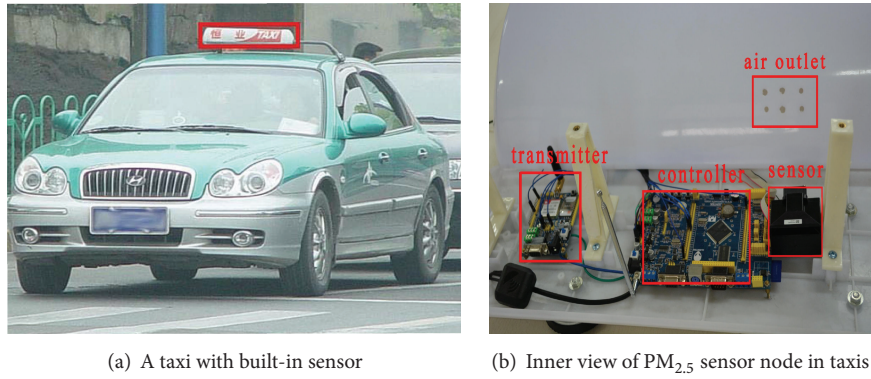 恒 业 TAXI
air outlet
transmitter
controller
sensor
(a) A taxi with built-in sensor
(b) Inner view of PM2.5 sensor node in taxis